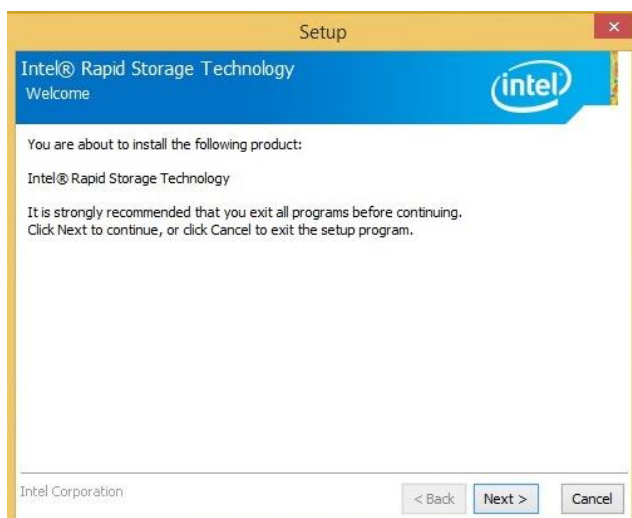 Setup
Intel® Rapid Storage Technology
Welcome
intel
You are about to install the following product:
Intel® Rapid Storage Technology
It is strongly recommended that you exit all programs before continuing.
Click Next to continue, or click Cancel to exit the setup program.
Intel Corporation
< Back Next > Cancel